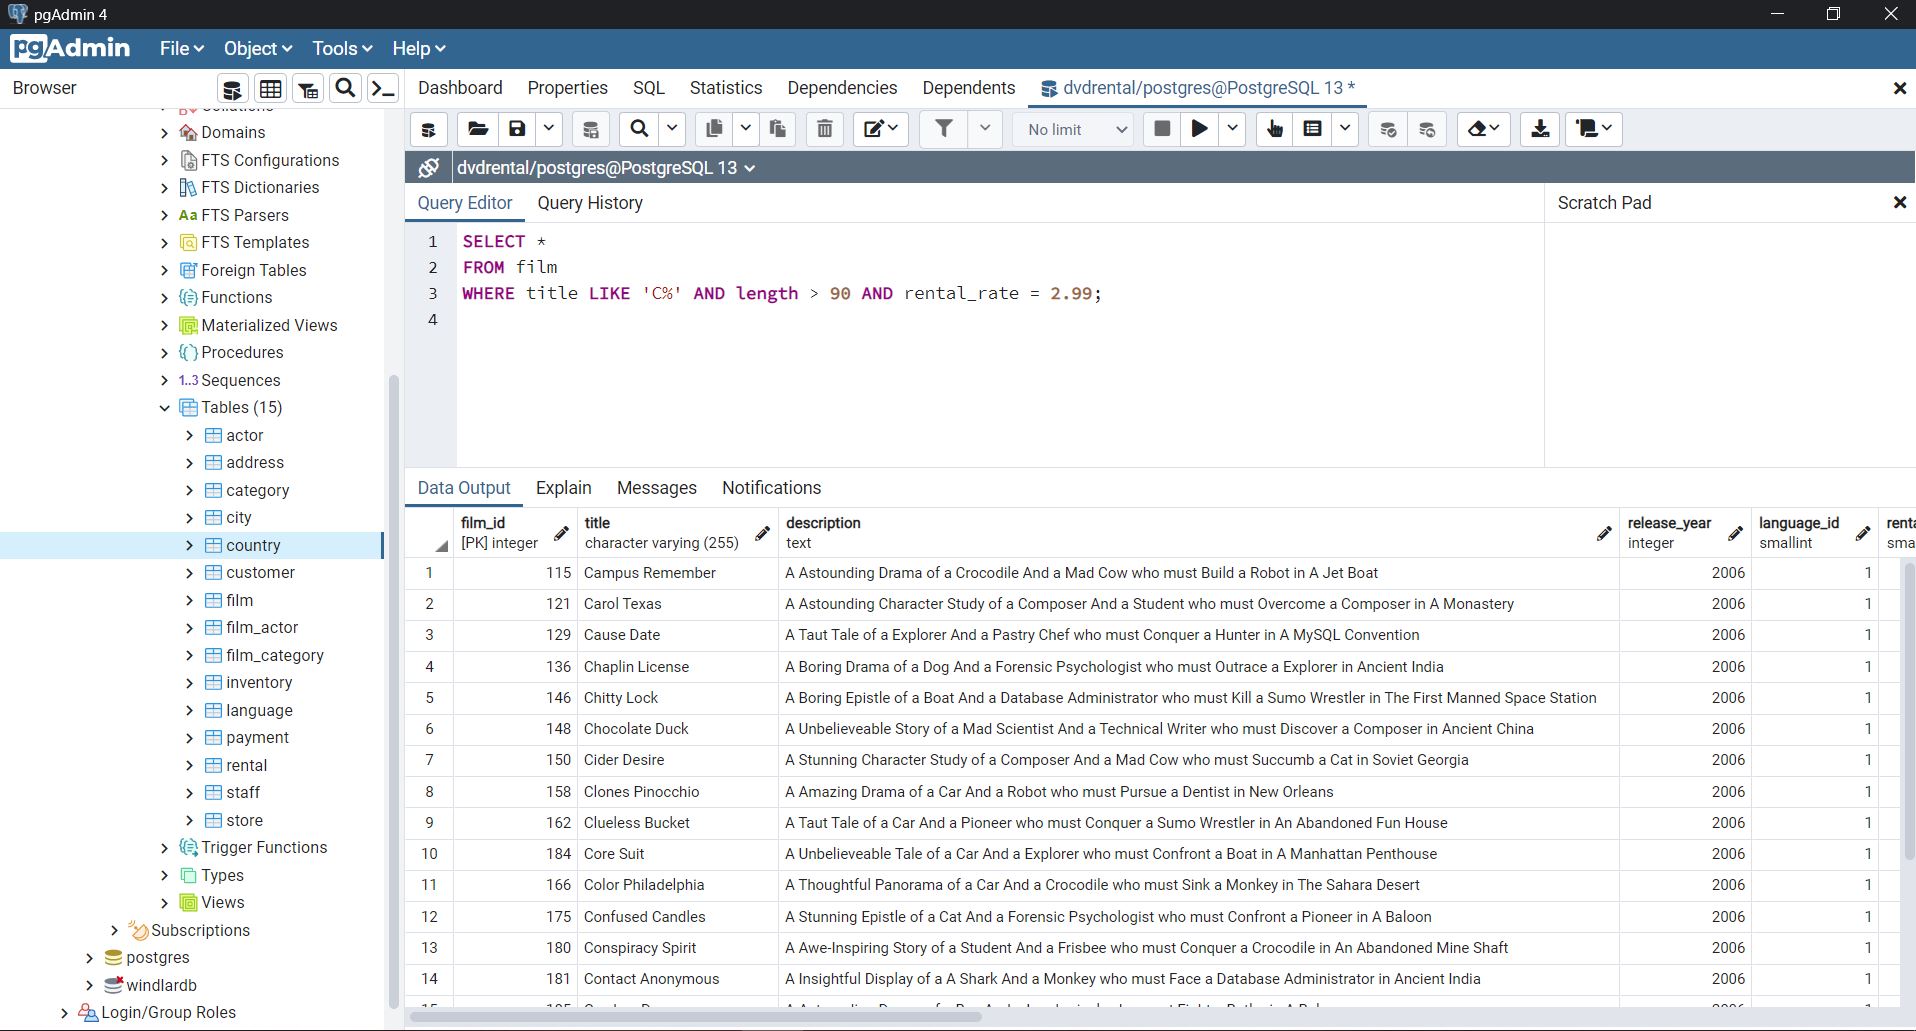 pgAdmin 4
pgAdmin File Object Tools Help
Browser
Domains
FTS Configurations
FTS Dictionaries
Aa FTS Parsers
FTS Templates
Foreign Tables
Functions
Materialized Views
Procedures
1..3 Sequences
Tables (15)
actor
address
category
city
country
customer
film
film_actor
film_category
inventory
language
payment
rental
staff
store
Trigger Functions
Types
Views
Subscriptions
postgres
windlardb
Login/Group Roles
Dashboard Properties SQL Statistics Dependencies Dependents dvdrental/postgres@PostgreSQL 13 *
No limit
dvdrental/postgres@PostgreSQL 13
Query Editor Query History
Scratch Pad
1 SELECT *
2 FROM film
3 WHERE title LIKE 'C%' AND length > 90 AND rental_rate = 2.99;
4
Data Output Explain Messages Notifications
film_id title description release_year language_id
[PK] integer character varying (255) text integer smallint
1 115 Campus Remember A Astounding Drama of a Crocodile And a Mad Cow who must Build a Robot in A Jet Boat 2006 1
2 121 Carol Texas A Astounding Character Study of a Composer And a Student who must Overcome a Composer in A Monastery 2006 1
3 129 Cause Date A Taut Tale of a Explorer And a Pastry Chef who must Conquer a Hunter in A MySQL Convention 2006 1
4 136 Chaplin License A Boring Drama of a Dog And a Forensic Psychologist who must Outrace a Explorer in Ancient India 2006 1
5 146 Chitty Lock A Boring Epistle of a Boat And a Database Administrator who must Kill a Sumo Wrestler in The First Manned Space Station 2006 1
6 148 Chocolate Duck A Unbelieveable Story of a Mad Scientist And a Technical Writer who must Discover a Composer in Ancient China 2006 1
7 150 Cider Desire A Stunning Character Study of a Composer And a Mad Cow who must Succumb a Cat in Soviet Georgia 2006 1
8 158 Clones Pinocchio A Amazing Drama of a Car And a Robot who must Pursue a Dentist in New Orleans 2006 1
9 162 Clueless Bucket A Taut Tale of a Car And a Pioneer who must Conquer a Sumo Wrestler in An Abandoned Fun House 2006 1
10 184 Core Suit A Unbelieveable Tale of a Car And a Explorer who must Confront a Boat in A Manhattan Penthouse 2006 1
11 166 Color Philadelphia A Thoughtful Panorama of a Car And a Crocodile who must Sink a Monkey in The Sahara Desert 2006 1
12 175 Confused Candles A Stunning Epistle of a Cat And a Forensic Psychologist who must Confront a Pioneer in A Baloon 2006 1
13 180 Conspiracy Spirit A Awe-Inspiring Story of a Student And a Frisbee who must Conquer a Crocodile in An Abandoned Mine Shaft 2006 1
14 181 Contact Anonymous A Insightful Display of a A Shark And a Monkey who must Face a Database Administrator in Ancient India 2006 1